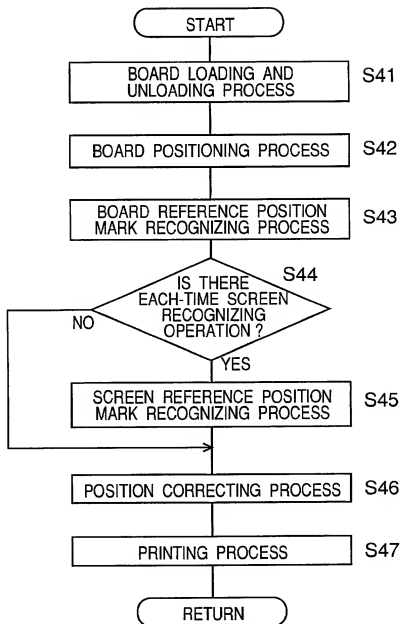 START
BOARD LOADING AND
UNLOADING PROCESS
S41
BOARD POSITIONING PROCESS
S42
BOARD REFERENCE POSITION
MARK RECOGNIZING PROCESS
S43
S44
IS THERE
EACH-TIME SCREEN
RECOGNIZING
OPERATION ?
NO
YES
SCREEN REFERENCE POSITION
MARK RECOGNIZING PROCESS
S45
POSITION CORRECTING PROCESS
S46
PRINTING PROCESS
S47
RETURN